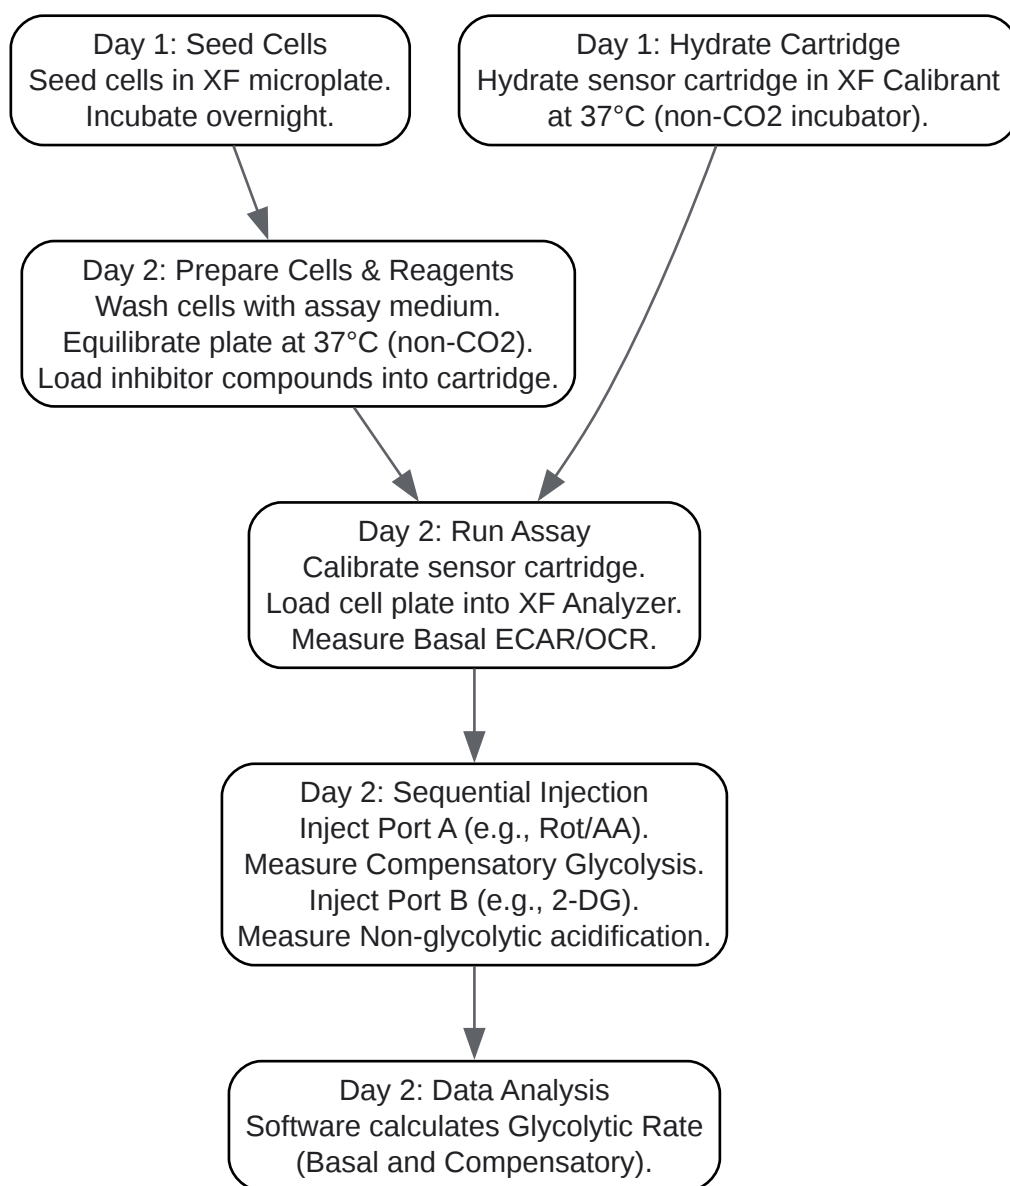 Day 1: Seed Cells
Seed cells in XF microplate.
Incubate overnight.
Day 1: Hydrate Cartridge
Hydrate sensor cartridge in XF Calibrant
at 37°C (non-CO2 incubator).
Day 2: Prepare Cells & Reagents
Wash cells with assay medium.
Equilibrate plate at 37°C (non-CO2).
Load inhibitor compounds into cartridge.
Day 2: Run Assay
Calibrate sensor cartridge.
Load cell plate into XF Analyzer.
Measure Basal ECAR/OCR.
Day 2: Sequential Injection
Inject Port A (e.g., Rot/AA).
Measure Compensatory Glycolysis.
Inject Port B (e.g., 2-DG).
Measure Non-glycolytic acidification.
Day 2: Data Analysis
Software calculates Glycolytic Rate
(Basal and Compensatory).